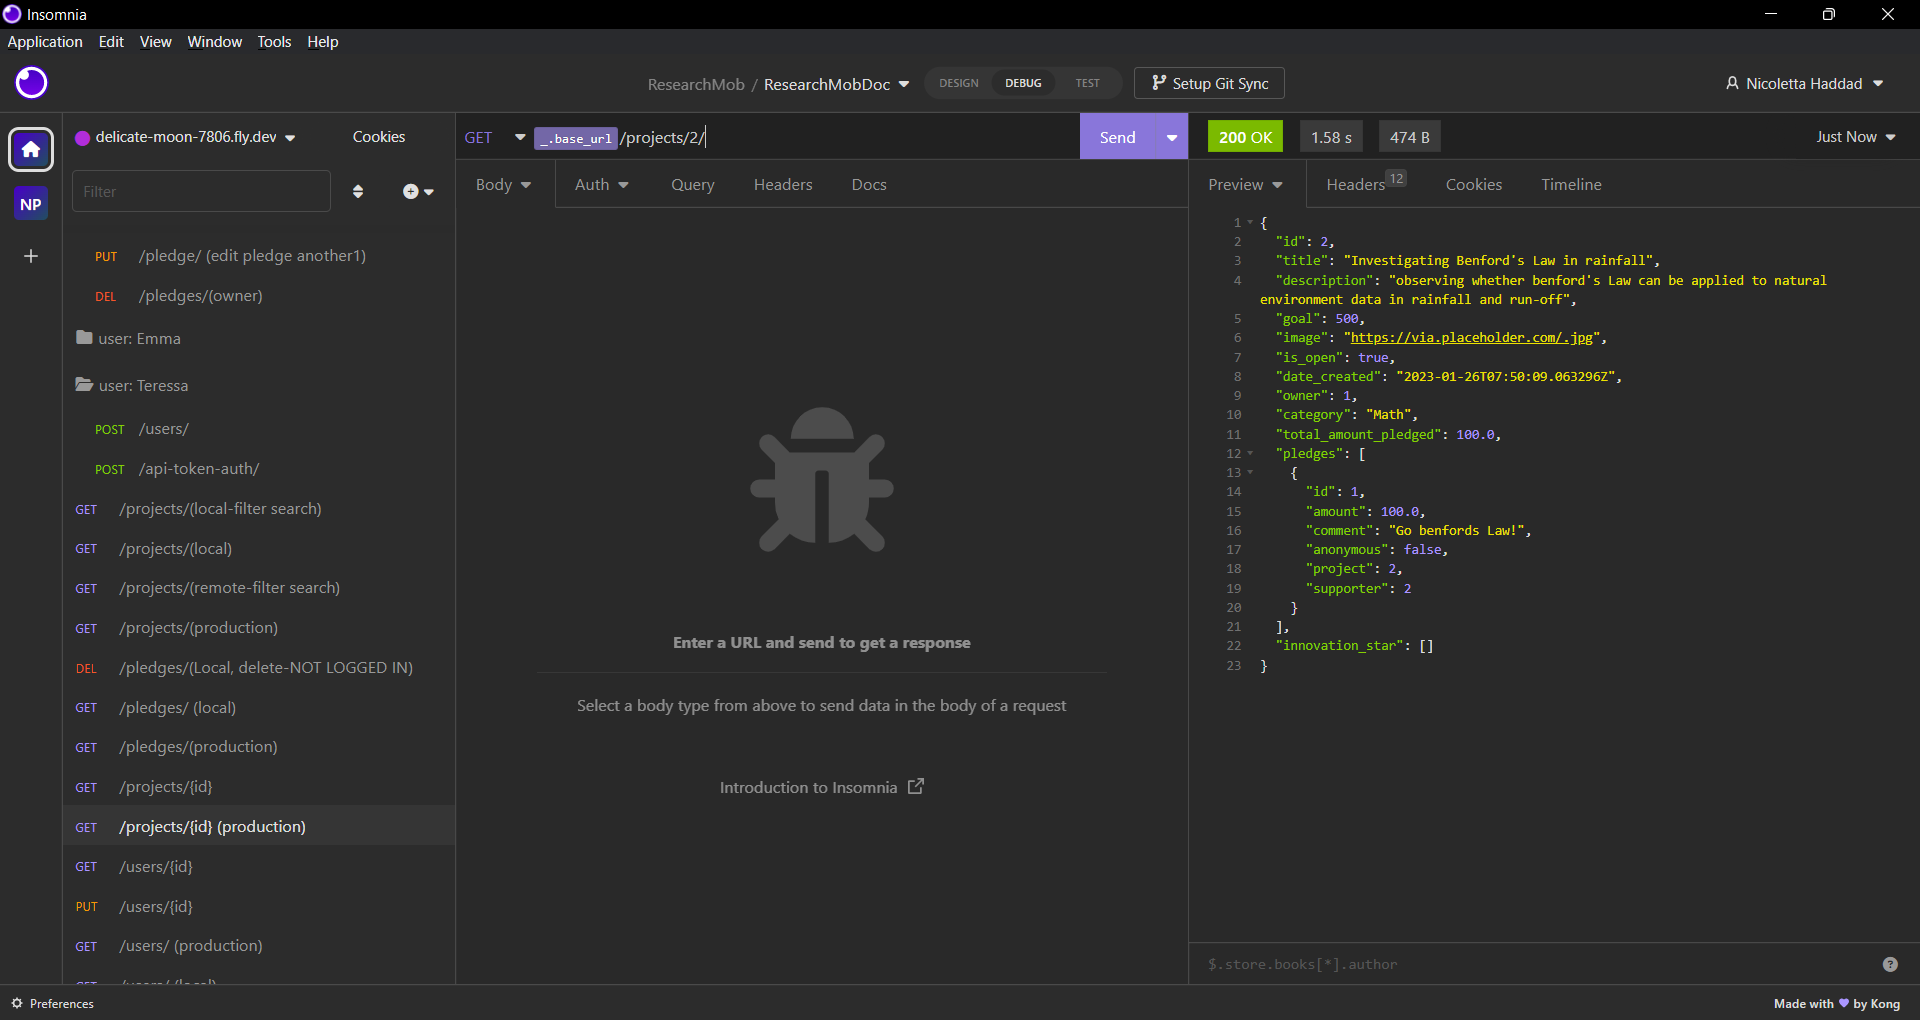 Insomnia
Application Edit View Window Tools Help
ResearchMob / ResearchMobDoc DESIGN DEBUG TEST Setup Git Sync Nicoletta Haddad
delicate-moon-7806.fly.dev Cookies
Filter
NP
PUT /pledge/ (edit pledge another1)
DEL /pledges/(owner)
user: Emma
user: Teressa
POST /users/
POST /api-token-auth/
GET /projects/(local-filter search)
GET /projects/(local)
GET /projects/(remote-filter search)
GET /projects/(production)
DEL /pledges/(Local, delete-NOT LOGGED IN)
GET /pledges/ (local)
GET /pledges/(production)
GET /projects/{id}
GET /projects/{id} (production)
GET /users/{id}
PUT /users/{id}
GET /users/ (production)
GET /users/ (local)
GET _.base_url /projects/2/ Send
Body Auth Query Headers Docs
Enter a URL and send to get a response
Select a body type from above to send data in the body of a request
Introduction to Insomnia
200 OK 1.58 s 474 B Just Now
Preview Headers 12 Cookies Timeline
1 {
2 "id": 2,
3 "title": "Investigating Benford's Law in rainfall",
4 "description": "observing whether benford's Law can be applied to natural
environment data in rainfall and run-off",
5 "goal": 500,
6 "image": "https://via.placeholder.com/.jpg",
7 "is_open": true,
8 "date_created": "2023-01-26T07:50:09.063296Z",
9 "owner": 1,
10 "category": "Math",
11 "total_amount_pledged": 100.0,
12 "pledges": [
13 {
14 "id": 1,
15 "amount": 100.0,
16 "comment": "Go benfords Law!",
17 "anonymous": false,
18 "project": 2,
19 "supporter": 2
20 }
21 ],
22 "innovation_star": []
23 }
$.store.books[*].author
?
Preferences Made with by Kong